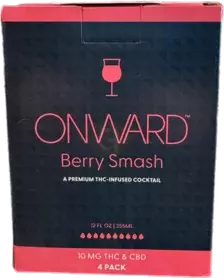 ONWARD™
Berry Smash
A PREMIUM THC-INFUSED COCKTAIL
12 FL OZ | 355ML
10 MG THC & CBD
4 PACK